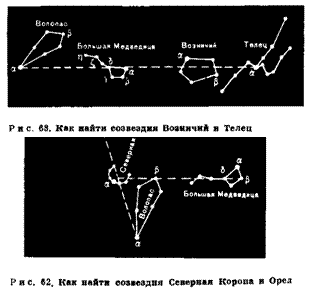 Волопас β
Большая Медведица
η δ
γ β
α
Возничий
α
β
Телец
α
Рис. 63. Как найти созвездия Возничий и Телец
Северная
α
β
Волопас
α
δ α
β
Большая Медведица
Рис. 62. Как найти созвездия Северная Корона и Орел